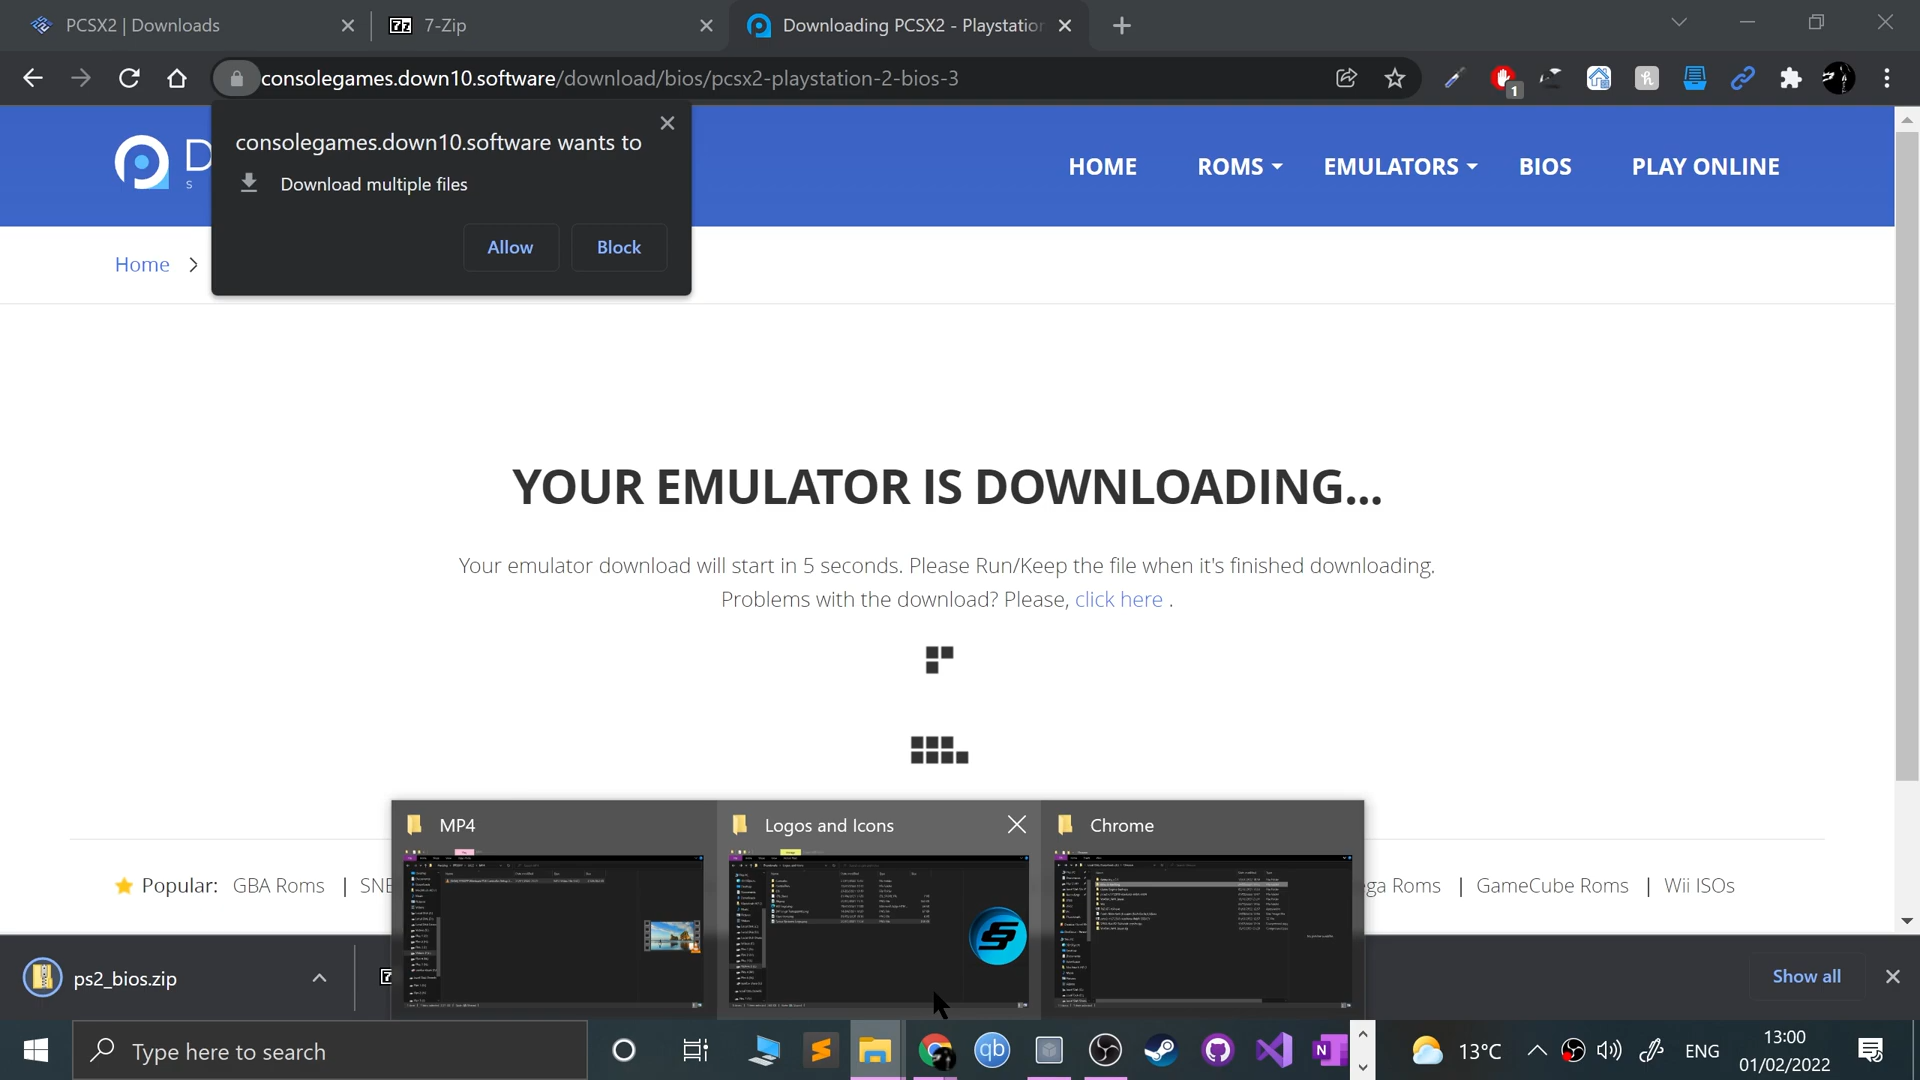 PCSX2 | Downloads
7-Zip
Downloading PCSX2 - Playstation
consolegames.down10.software/download/bios/pcsx2-playstation-2-bios-3
1
consolegames.down10.software wants to
Download multiple files
Allow
Block
D
s
HOME
ROMS
EMULATORS
BIOS
PLAY ONLINE
Home
YOUR EMULATOR IS DOWNLOADING...
Your emulator download will start in 5 seconds. Please Run/Keep the file when it's finished downloading.
Problems with the download? Please, click here .
MP4
Logos and Icons
Chrome
Popular: GBA Roms | SNE
ga Roms | GameCube Roms | Wii ISOs
ps2_bios.zip
Show all
Type here to search
qb
13°C
ENG
13:00
01/02/2022